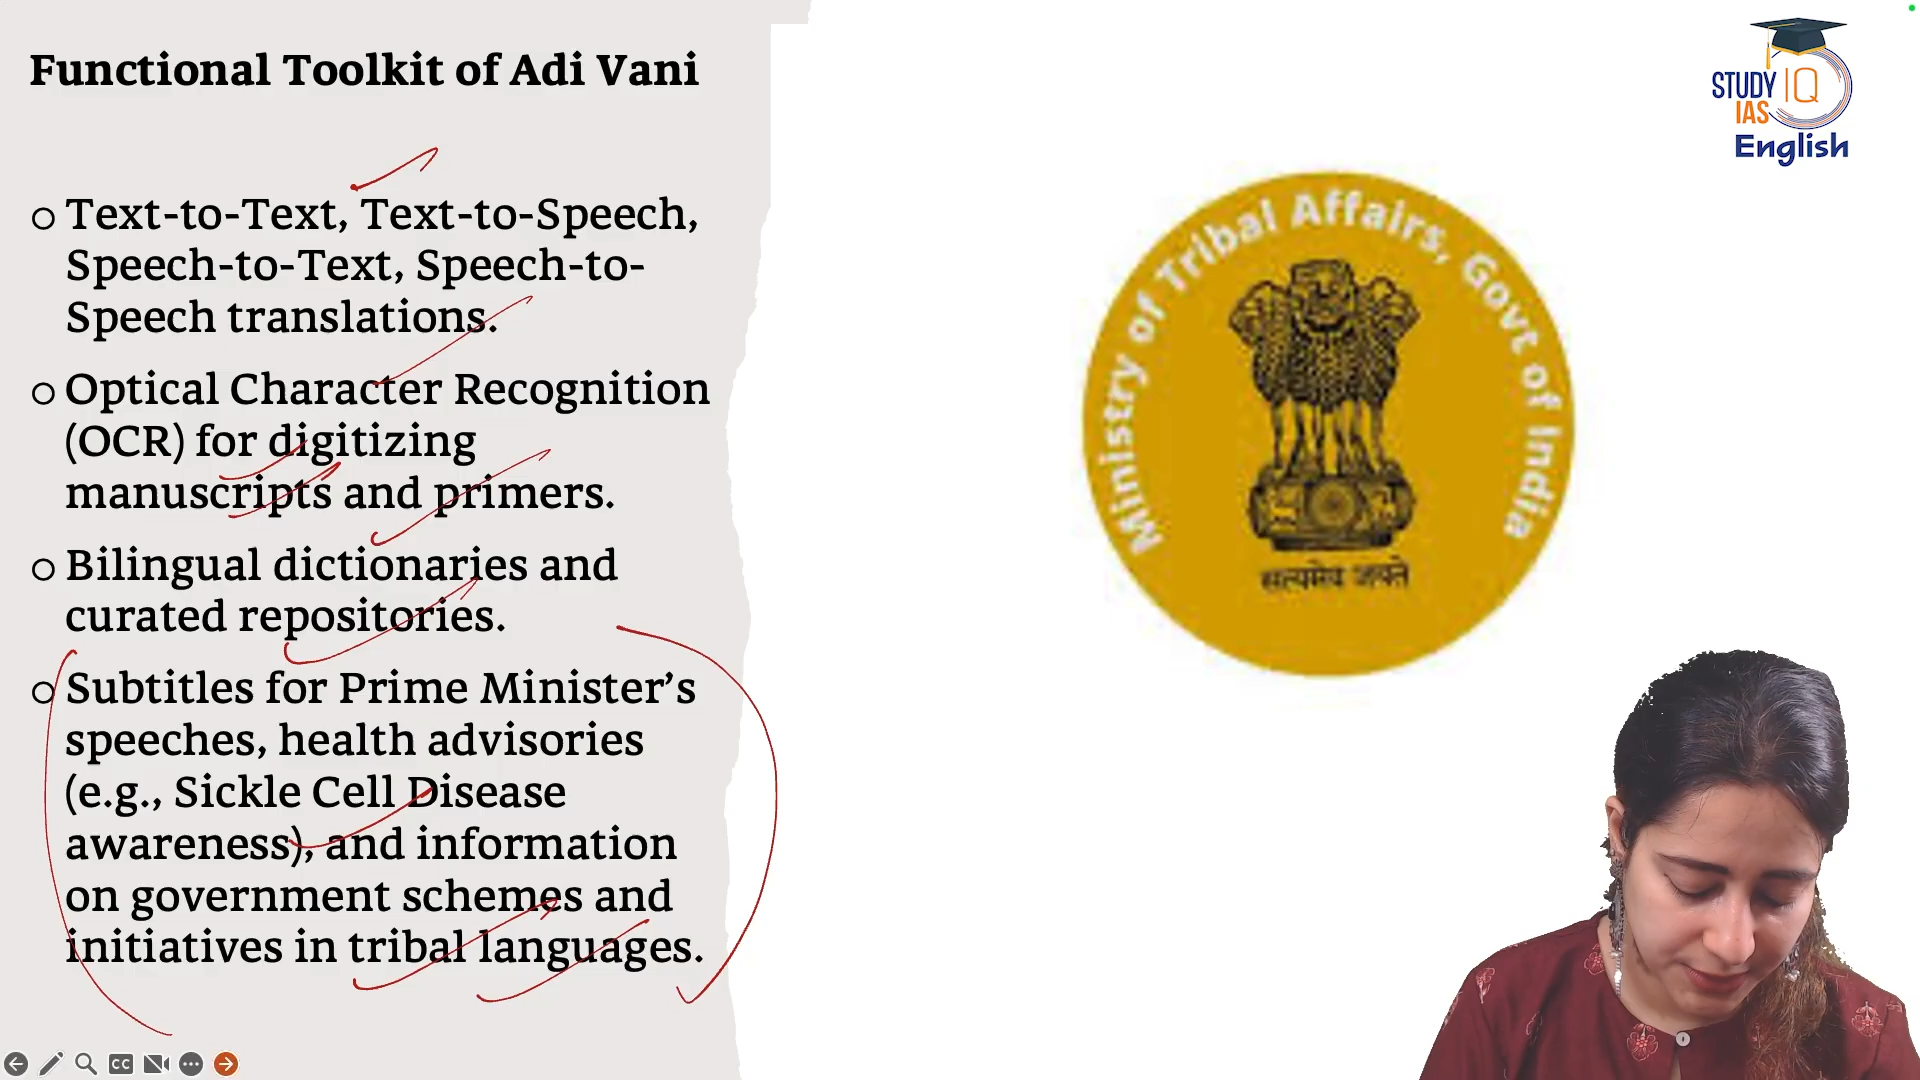 Functional Toolkit of Adi Vani
Text-to-Text, Text-to-Speech,
Speech-to-Text, Speech-to-
Speech translations.
Optical Character Recognition
(OCR) for digitizing
manuscripts and primers.
Bilingual dictionaries and
curated repositories.
Subtitles for Prime Minister’s
speeches, health advisories
(e.g., Sickle Cell Disease
awareness), and information
on government schemes and
initiatives in tribal languages.
STUDY IQ
IAS
English
Ministry of Tribal Affairs, Govt of India
सत्यमेव जयते
CC